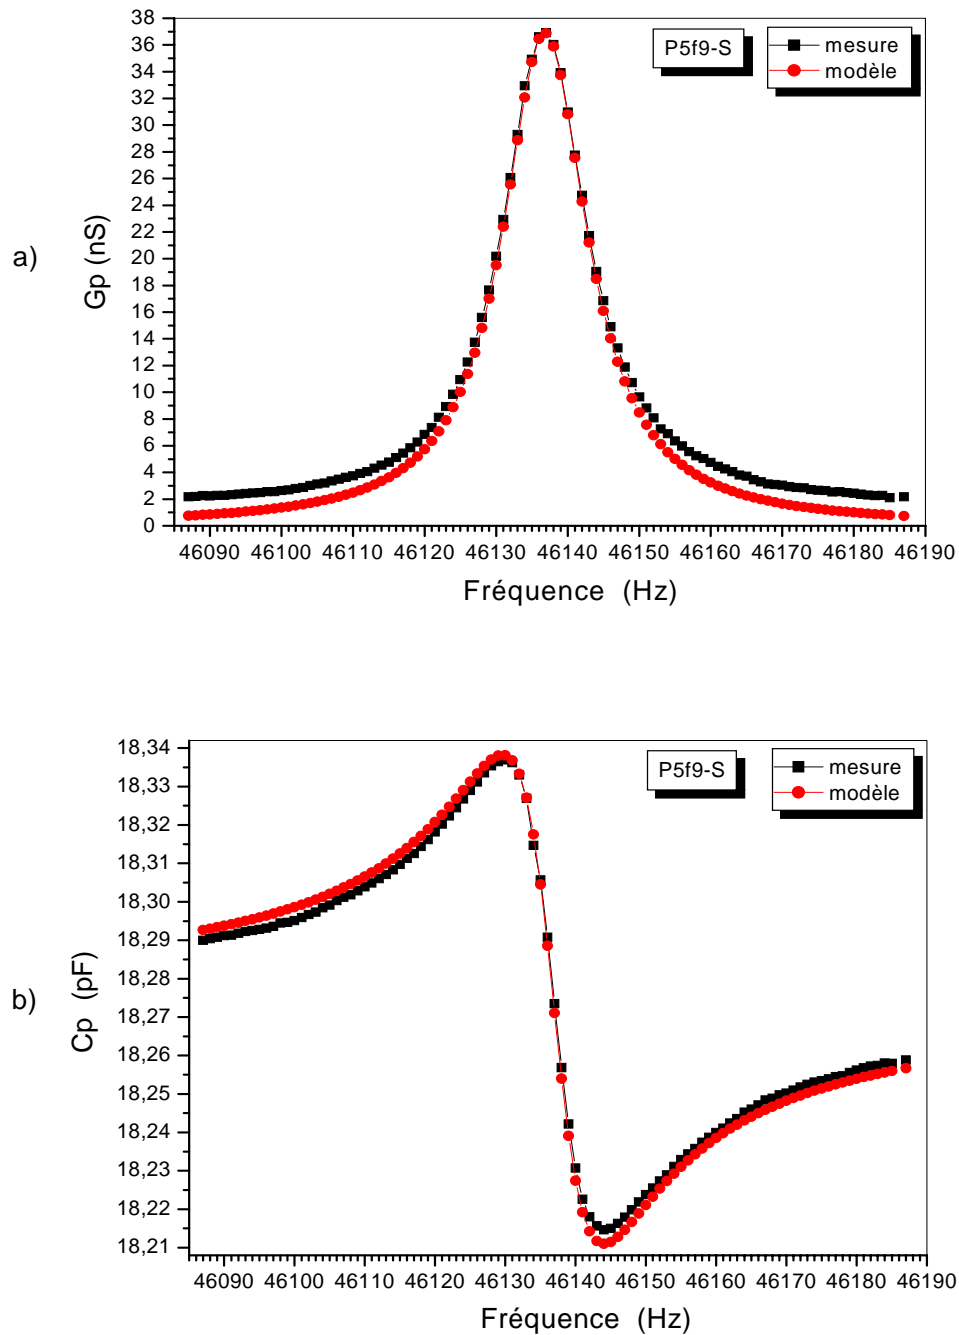 a)
Gp (nS)
38
36
34
32
30
28
26
24
22
20
18
16
14
12
10
8
6
4
2
0
P5f9-S
mesure
modèle
46090 46100 46110 46120 46130 46140 46150 46160 46170 46180 46190
Fréquence (Hz)
b)
Cp (pF)
18,34
18,33
18,32
18,31
18,30
18,29
18,28
18,27
18,26
18,25
18,24
18,23
18,22
18,21
P5f9-S
mesure
modèle
46090 46100 46110 46120 46130 46140 46150 46160 46170 46180 46190
Fréquence (Hz)